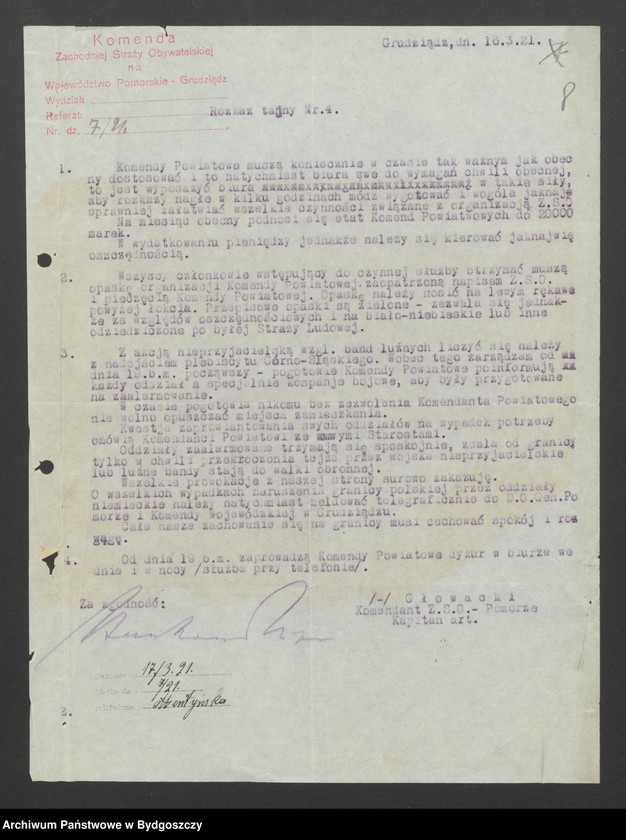 Komenda
Zachodniej Straży Obywatelskiej
na
Województwo Pomorskie - Grudziądz
Wydział
Referat
Nr. dz. 7/21
Grudziądz,dn. 16.3.21.
8
Rozkaz tajny Nr.4.
1. Komendy Powiatowe muszą koniecznie w czasie tak ważnym jak obec
ny dostosować i to natychmiast biura swe do wymagań chwili obecnej,
to jest wyposażyć biura w takie siły,
aby rozkazy nagłe w kilku godzinach módz wygotować i wogóle jaknaj
sprawniej załatwiać wszelkie czynności związane z organizacją Z.S.O
Na miesiąc obecny podnosi się etat Komend Powiatowych do 20000
marek.
W wydatkowaniu pieniędzy jednakże należy się kierować jaknajwię
oszczędnością.
2. Wszyscy członkowie wstępujący do czynnej służby otrzymać muszą
opaskę organizacji Komendy Powiatowej, zaopatrzoną napisem Z.S.O.
i pieczęcią Komendy Powiatowej. Opaskę należy nosić na lewym rękawe
powyżej łokcia. Przepisowe opaski są zielone - zezwala się jednak-
że ze względów oszczędnościowych i na biało-niebieskie lub inne
odziedziczone po byłej Straży Ludowej.
3. Z akcją nieprzyjacielską wzgl. band luźnych liczyć się należy
z nadejściem plebiscytu Górno-Śląskiego. Wobec tego zarządzam od
dnia 19.b.m. począwszy - pogotowie Komendy Powiatowe poinformują
każdy oddział a specjalnie kompanje bojowe, aby były przygotowane
na zaalarmowanie.
W czasie pogotowia nikomu bez zezwolenia Komendanta Powiatowego
nie wolno opuszczać miejsca zamieszkania.
Kwestję zaprowiantowania swych oddziałów na wypadek potrzeby
omówią Komendanci Powiatowi ze swymi Starostami.
Oddziały zaalarmowane trzymają się spokojnie, zdala od granicy
tylko w chwili przekroczenia tejże przez wojska nieprzyjacielskie
lub luźne bandy stają do walki obronnej.
Wszelkie prowokacje z naszej strony surowo zakazuję.
O wszelkich wypadkach naruszenia granicy polskiej przez oddziały
niemieckie należy natychmiast meldować telegraficznie do D.O.Gen.Po
morze i Komendy Wojewódzkiej w Grudziądzu.
Całe nasze zachowanie się na granicy musi cechować spokój i roz
wagę.
4. Od dnia 19 b.m. zaprowadzą Komendy Powiatowe dyżur w biurze we
dnie i w nocy /służba przy telefonie/.
Za zgodność:
/-/ Głowacki
Komendant Z.S.O.- Pomorze
Kapitan art.
17/3.21.
7/21.
2.
Archiwum Państwowe w Bydgoszczy